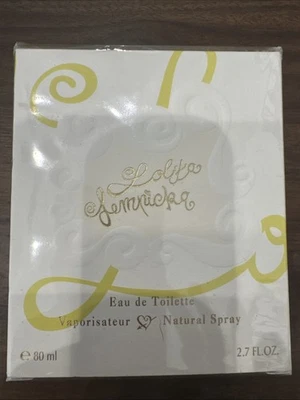 Lolita
Lempicka
Eau de Toilette
Vaporisateur Natural Spray
℮ 80 ml 2.7 FL.OZ.